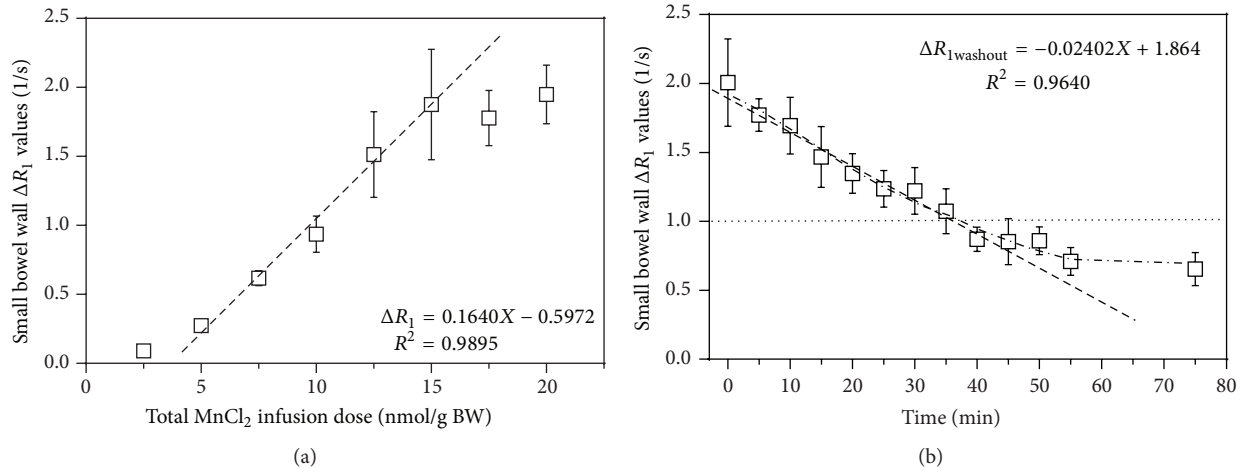 2.5
2.0
1.5
1.0
0.5
0.0
Small bowel wall ΔR₁ values (1/s)
ΔR₁ = 0.1640X − 0.5972
R² = 0.9895
0 5 10 15 20
Total MnCl₂ infusion dose (nmol/g BW)
(a)
2.5
2.0
1.5
1.0
0.5
0.0
Small bowel wall ΔR₁ values (1/s)
ΔR₁washout = −0.02402X + 1.864
R² = 0.9640
0 10 20 30 40 50 60 70 80
Time (min)
(b)